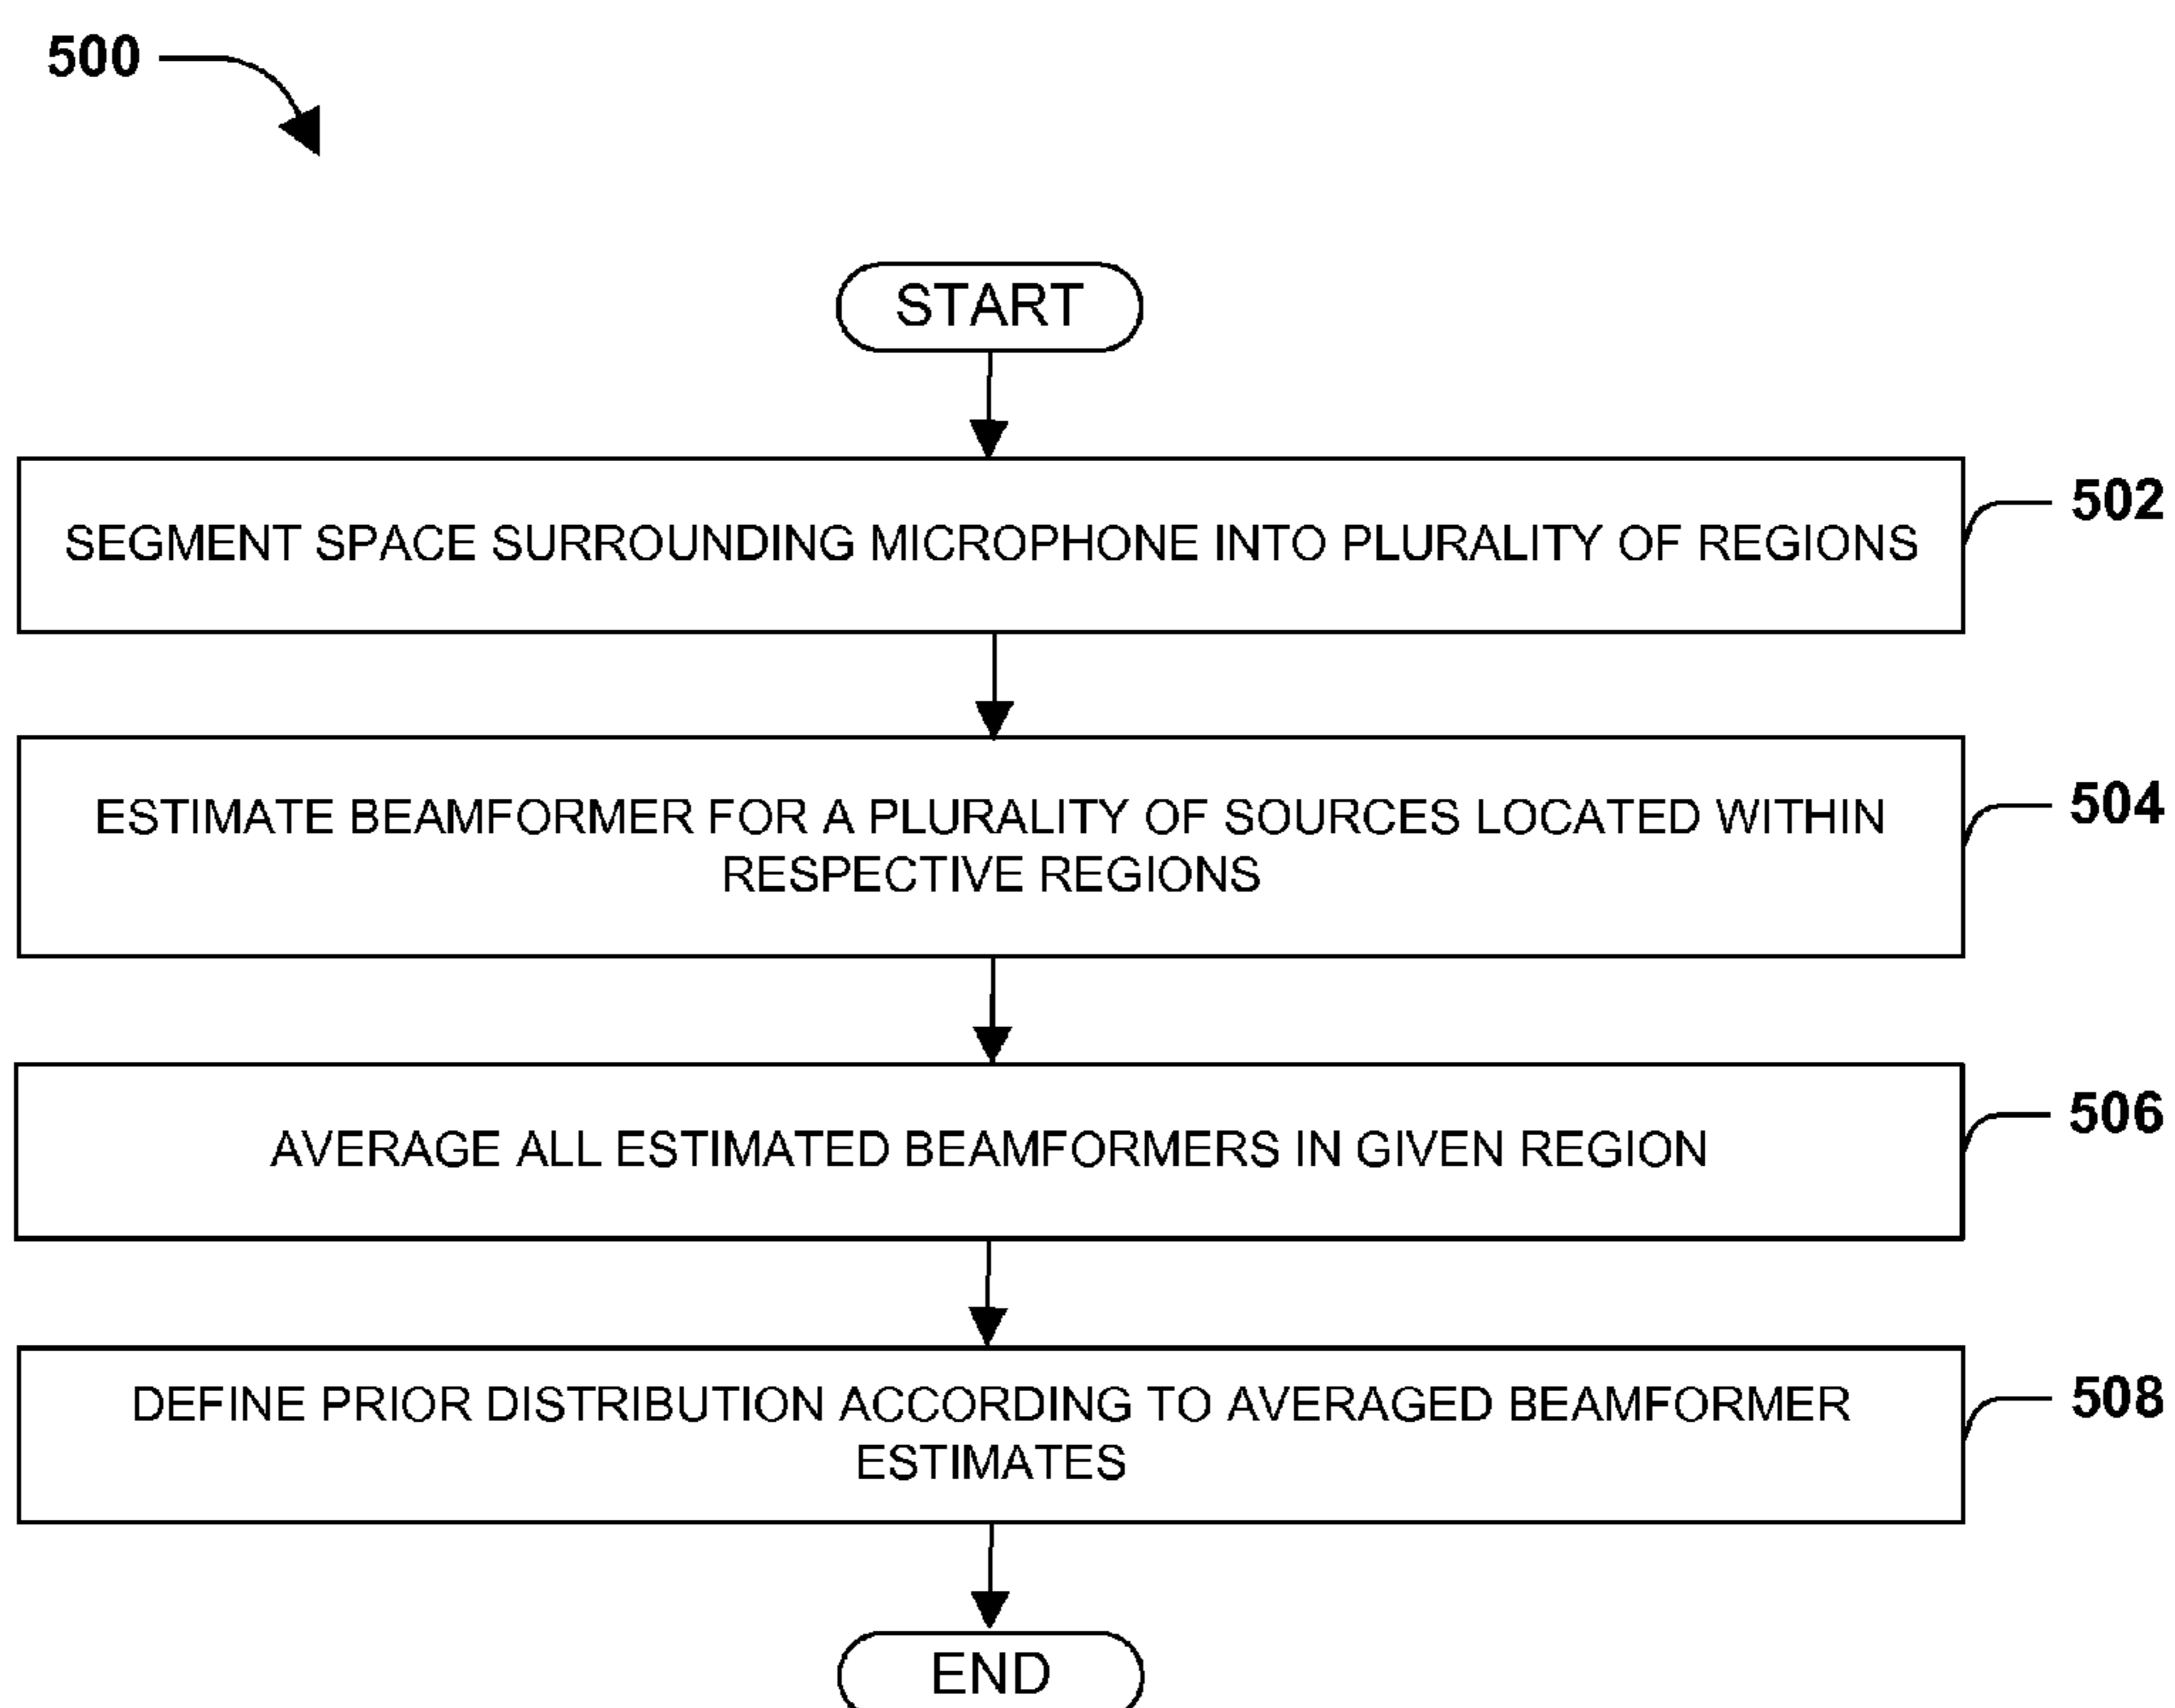 500
START
SEGMENT SPACE SURROUNDING MICROPHONE INTO PLURALITY OF REGIONS
502
ESTIMATE BEAMFORMER FOR A PLURALITY OF SOURCES LOCATED WITHIN
RESPECTIVE REGIONS
504
AVERAGE ALL ESTIMATED BEAMFORMERS IN GIVEN REGION
506
DEFINE PRIOR DISTRIBUTION ACCORDING TO AVERAGED BEAMFORMER
ESTIMATES
508
END